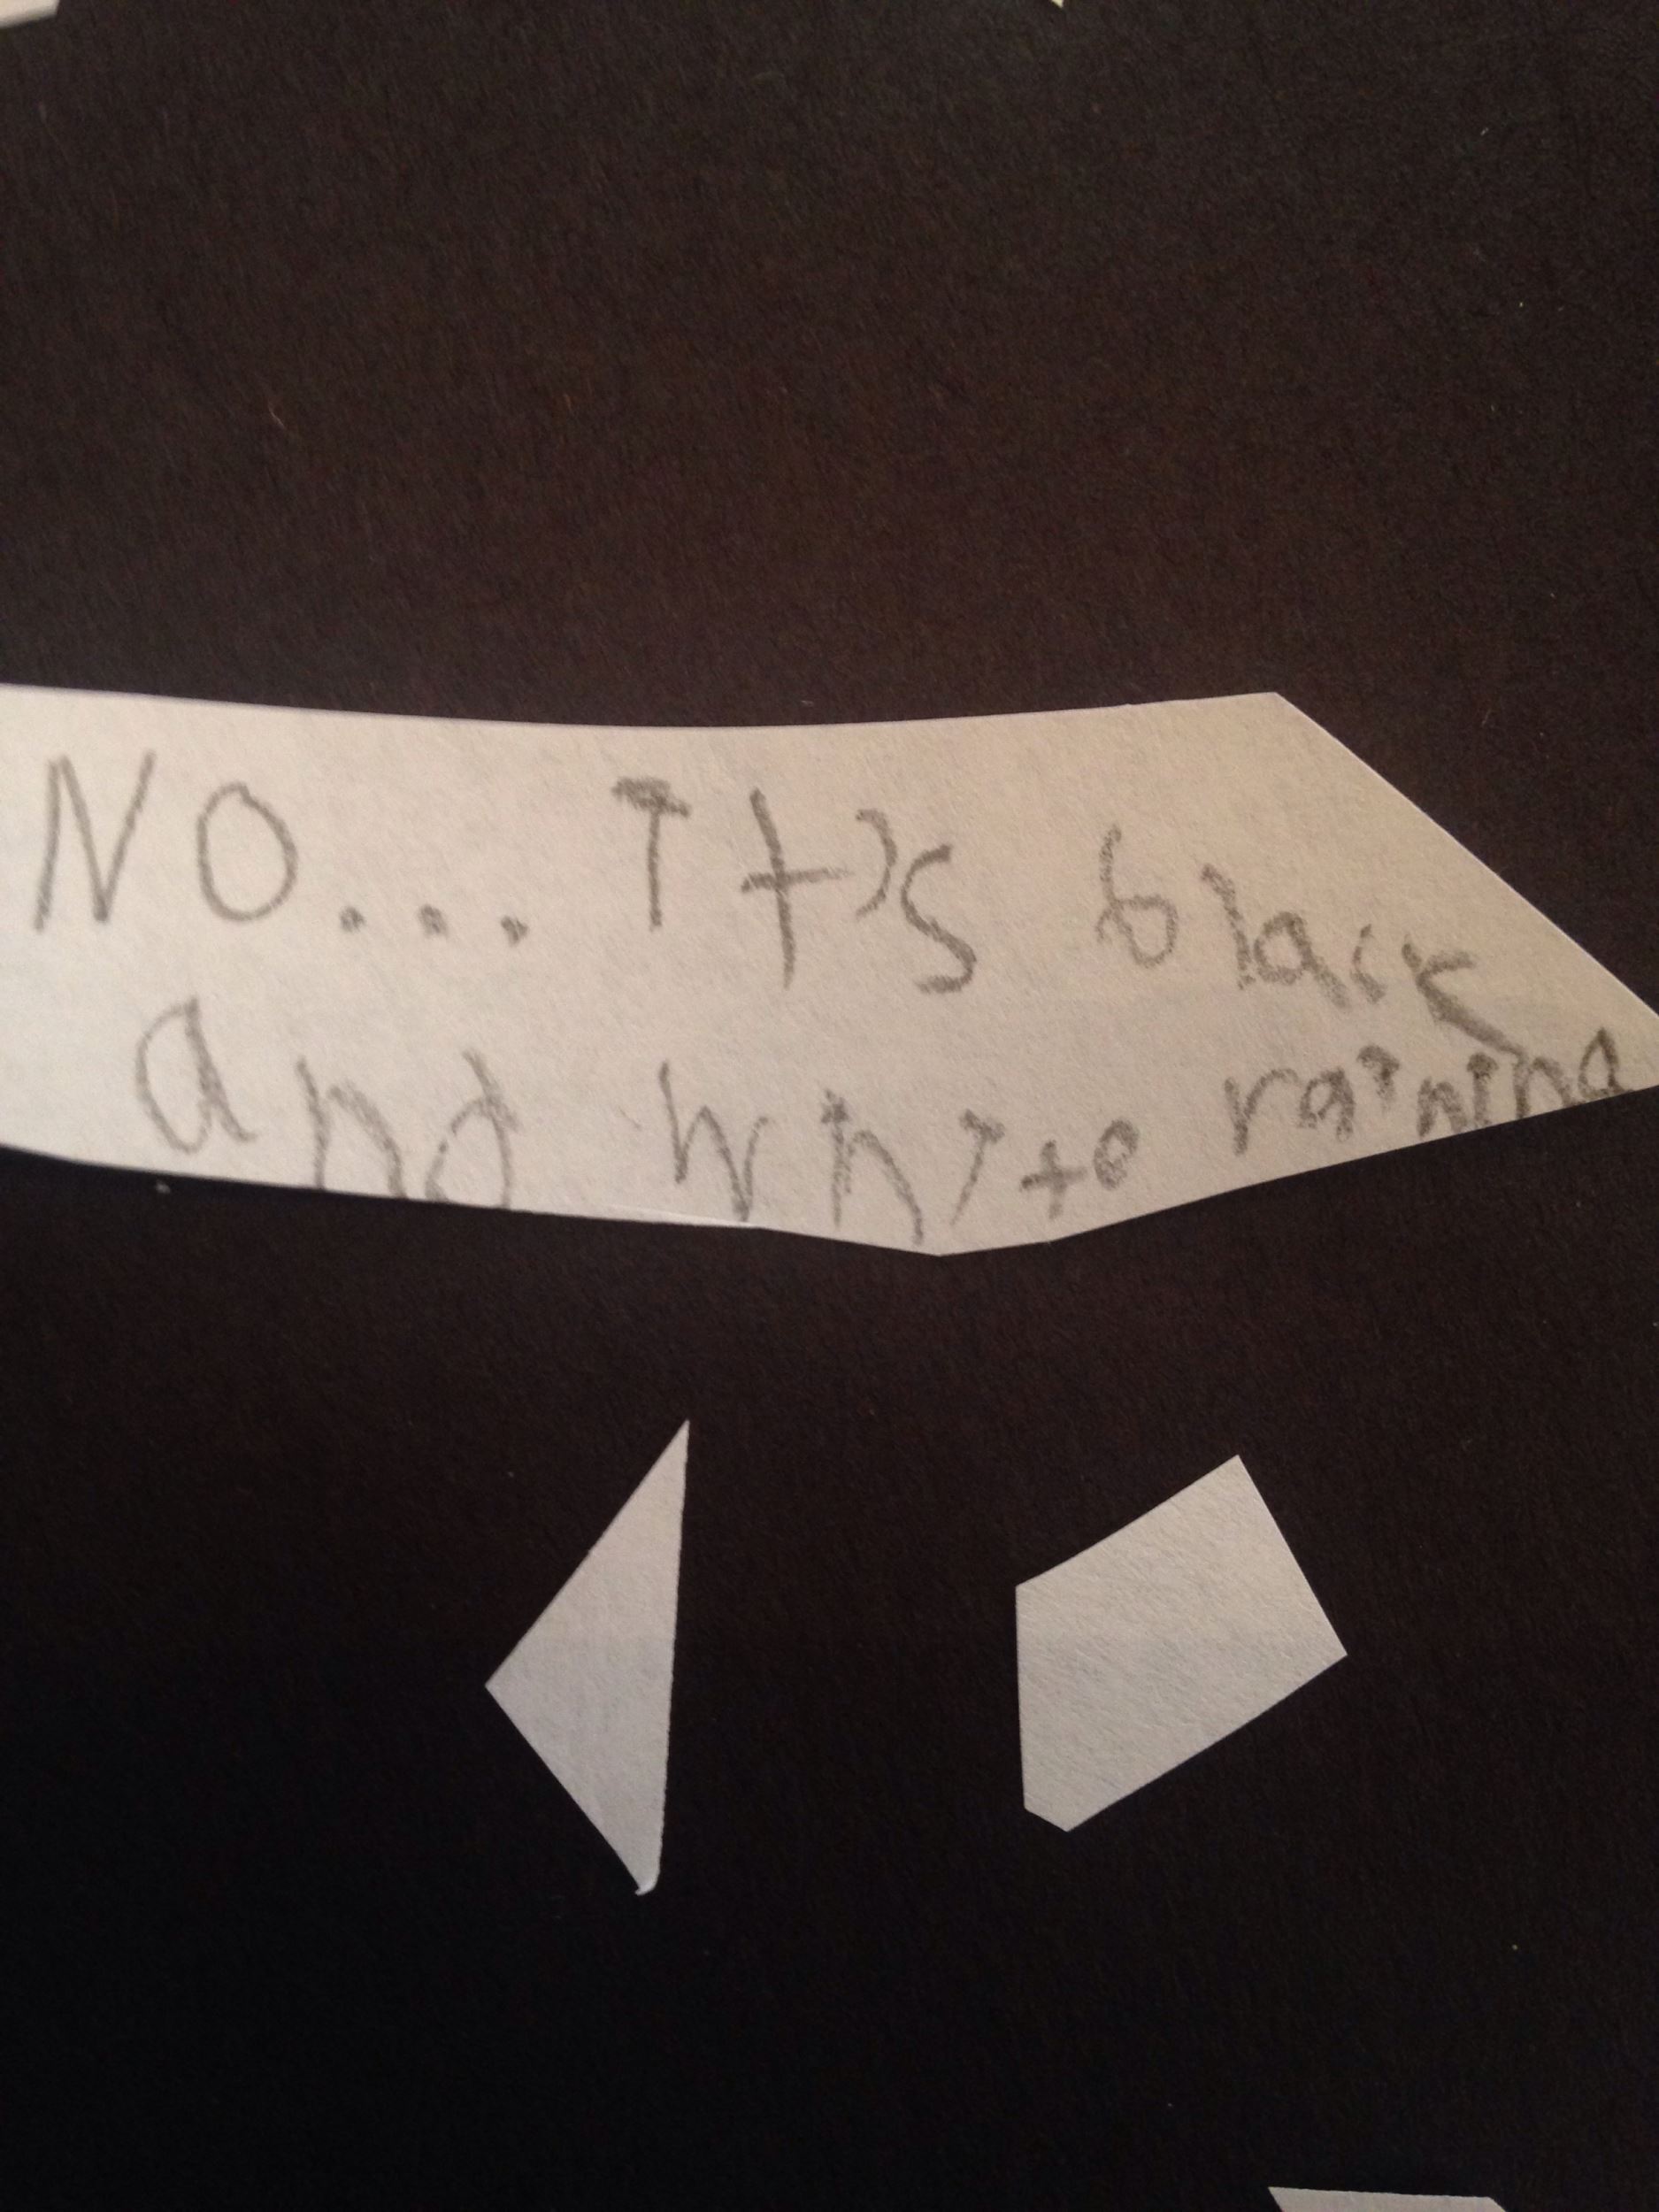 NO... It's black
and white raining